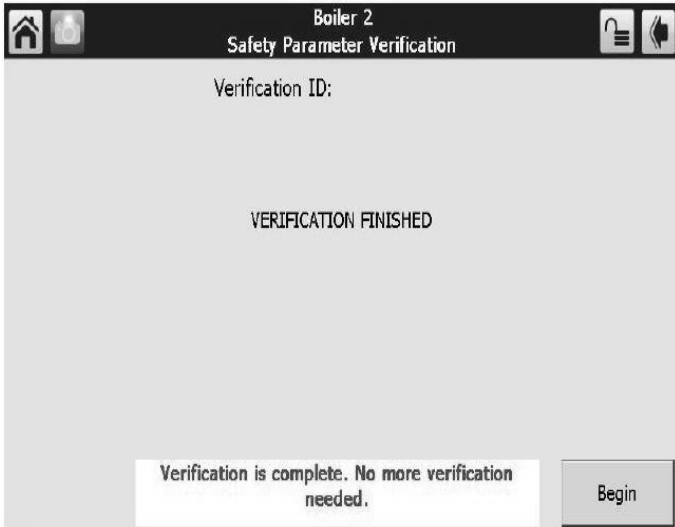 Boiler 2
Safety Parameter Verification
Verification ID:
VERIFICATION FINISHED
Verification is complete. No more verification
needed.
Begin